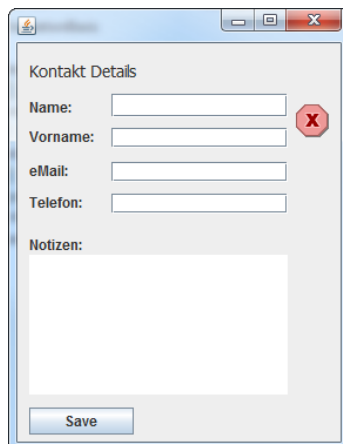 Kontakt Details
Name:
X
Vorname:
eMail:
Telefon:
Notizen:
Save